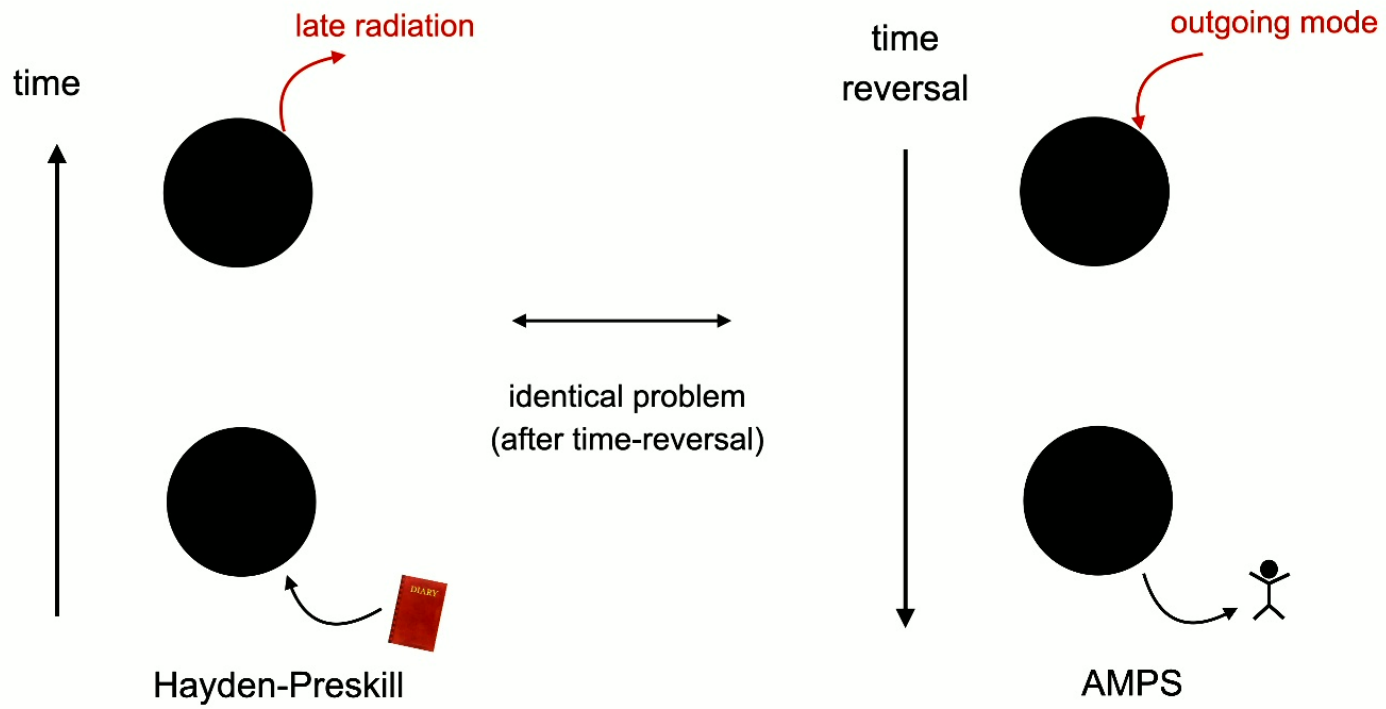 late radiation
time
DIARY
Hayden-Preskill
identical problem
(after time-reversal)
outgoing mode
time
reversal
AMPS